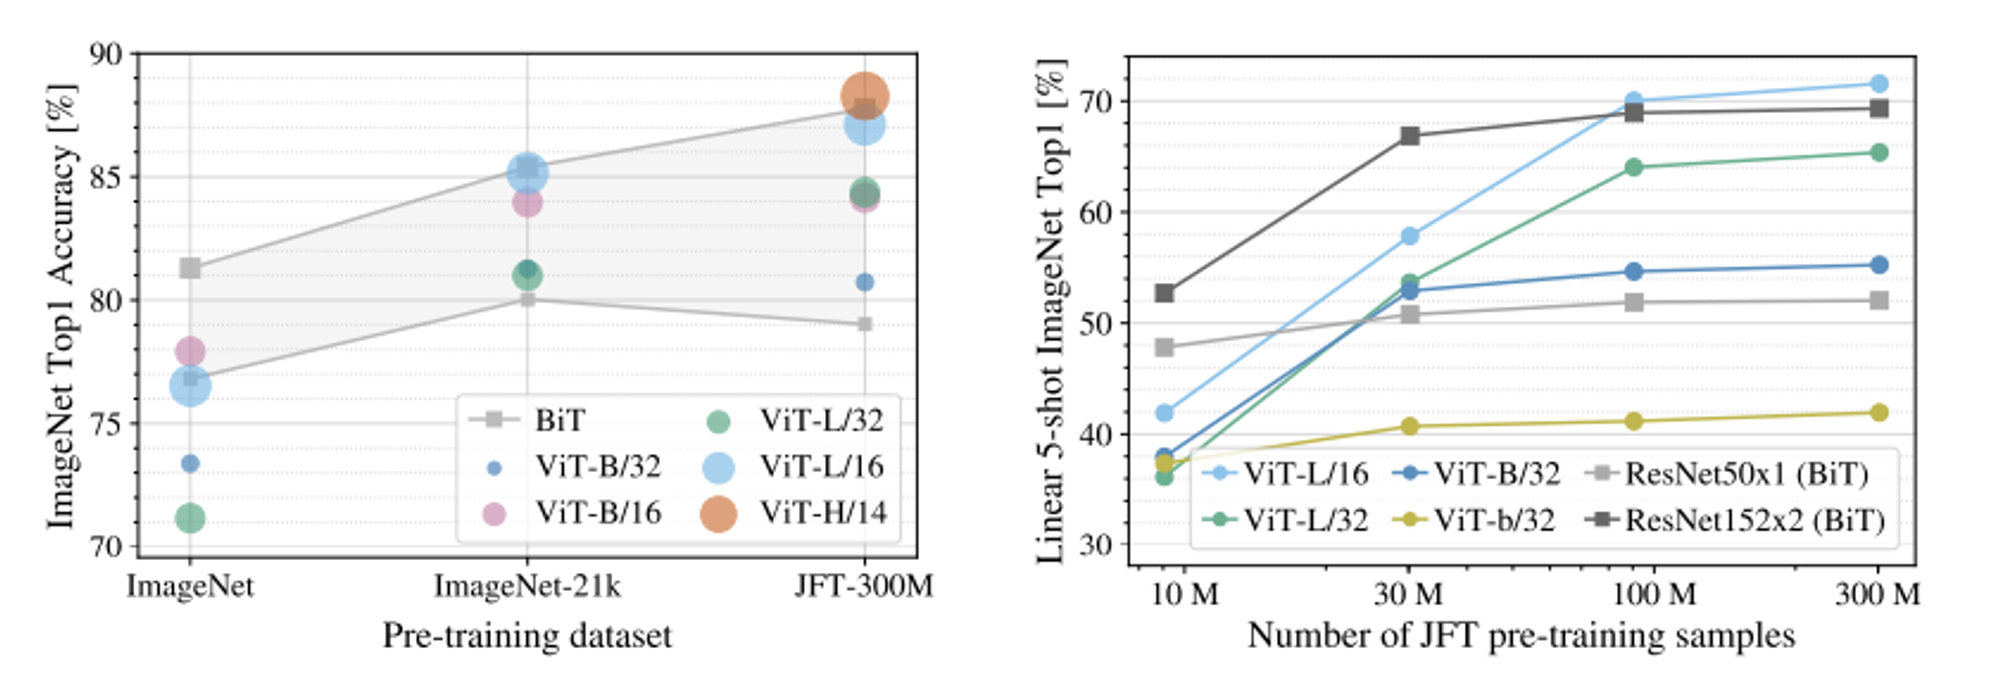 ImageNet Top1 Accuracy [%]
90
85
80
75
70
BiT
ViT-B/32
ViT-B/16
ViT-L/32
ViT-L/16
ViT-H/14
ImageNet
ImageNet-21k
JFT-300M
Pre-training dataset
Linear 5-shot ImageNet Top1 [%]
70
60
50
40
30
ViT-L/16
ViT-B/32
ResNet50x1 (BiT)
ViT-L/32
ViT-b/32
ResNet152x2 (BiT)
10 M
30 M
100 M
300 M
Number of JFT pre-training samples